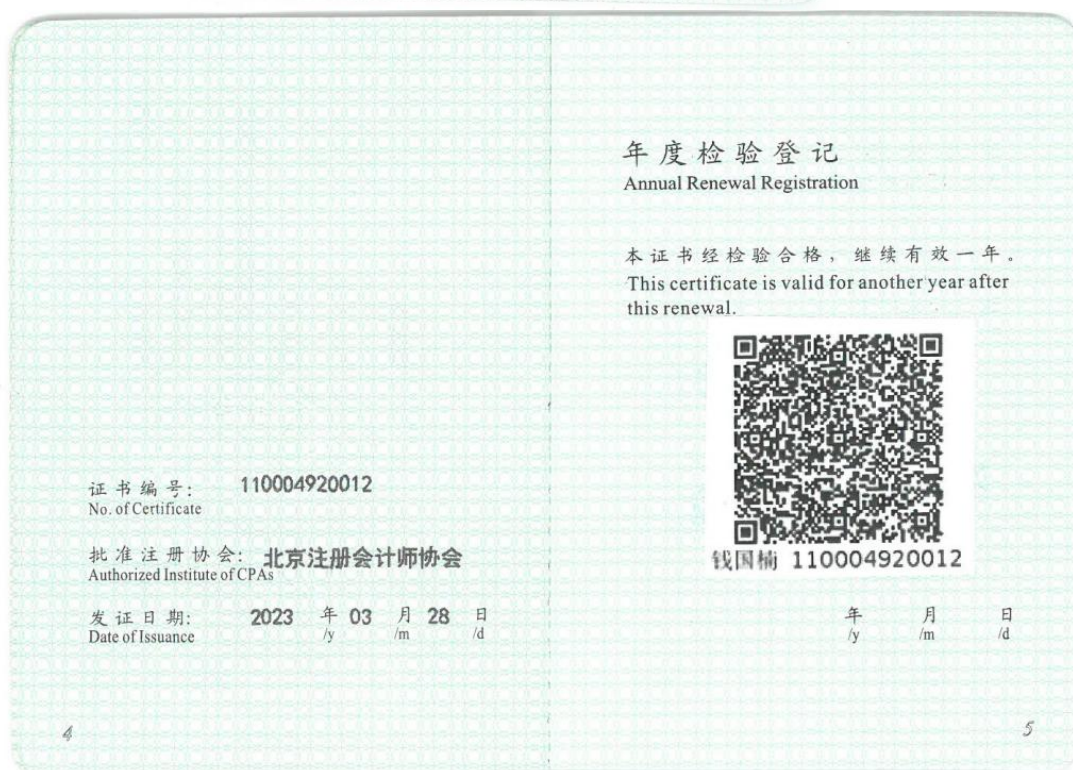 证书编号: 110004920012
No. of Certificate
批准注册协会: 北京注册会计师协会
Authorized Institute of CPAs
发证日期: 2023 年 03 月 28 日
Date of Issuance /y /m /d
4
年度检验登记
Annual Renewal Registration
本证书经检验合格，继续有效一年。
This certificate is valid for another year after
this renewal.
钱国楠 110004920012
年 月 日
/y /m /d
5